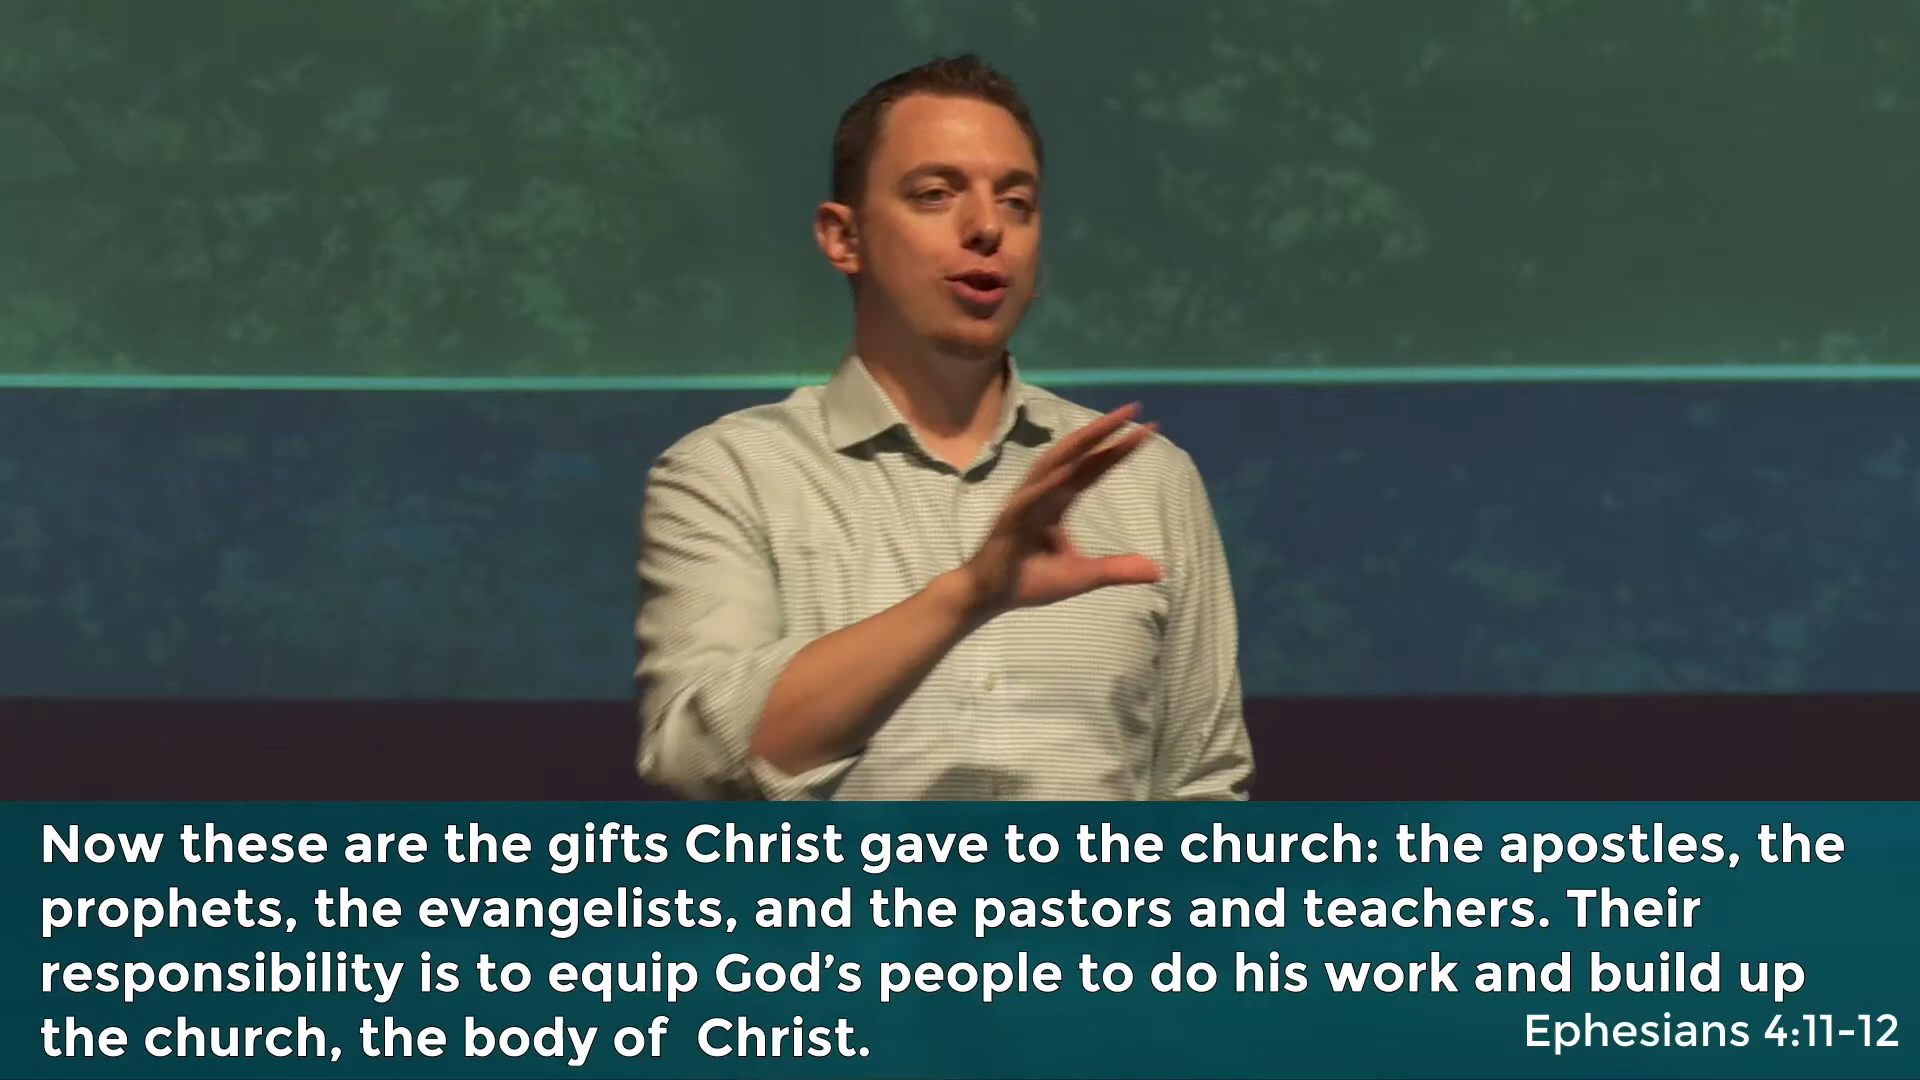 Now these are the gifts Christ gave to the church: the apostles, the
prophets, the evangelists, and the pastors and teachers. Their
responsibility is to equip God’s people to do his work and build up
the church, the body of  Christ.
Ephesians 4:11-12